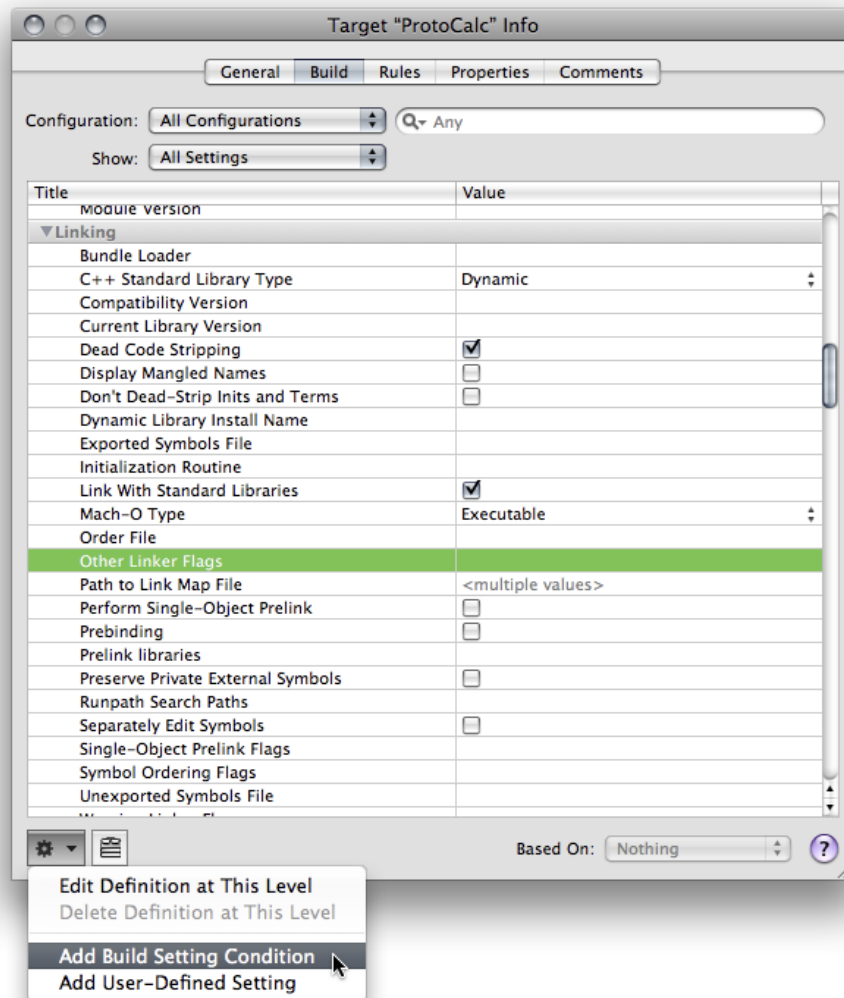 Target “ProtoCalc” Info
General Build Rules Properties Comments
Configuration: All Configurations Any
Show: All Settings
Title Value
Module Version
Linking
Bundle Loader
C++ Standard Library Type Dynamic
Compatibility Version
Current Library Version
Dead Code Stripping
Display Mangled Names
Don't Dead-Strip Inits and Terms
Dynamic Library Install Name
Exported Symbols File
Initialization Routine
Link With Standard Libraries
Mach-O Type Executable
Order File
Other Linker Flags
Path to Link Map File <multiple values>
Perform Single-Object Prelink
Prebinding
Prelink libraries
Preserve Private External Symbols
Runpath Search Paths
Separately Edit Symbols
Single-Object Prelink Flags
Symbol Ordering Flags
Unexported Symbols File
Based On: Nothing ?
Edit Definition at This Level
Delete Definition at This Level
Add Build Setting Condition
Add User-Defined Setting